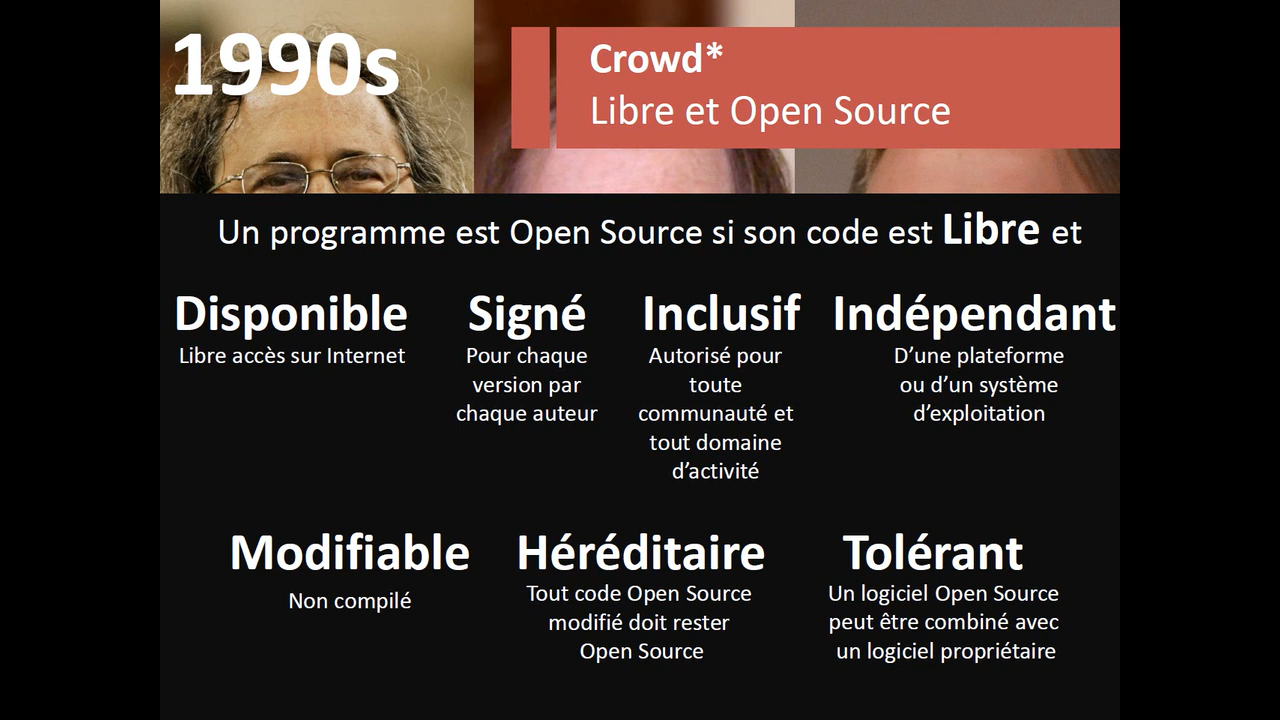 1990s
Crowd*
Libre et Open Source
Un programme est Open Source si son code est Libre et
Disponible
Libre accès sur Internet
Signé
Pour chaque
version par
chaque auteur
Inclusif
Autorisé pour
toute
communauté et
tout domaine
d’activité
Indépendant
D’une plateforme
ou d’un système
d’exploitation
Modifiable
Non compilé
Héréditaire
Tout code Open Source
modifié doit rester
Open Source
Tolérant
Un logiciel Open Source
peut être combiné avec
un logiciel propriétaire